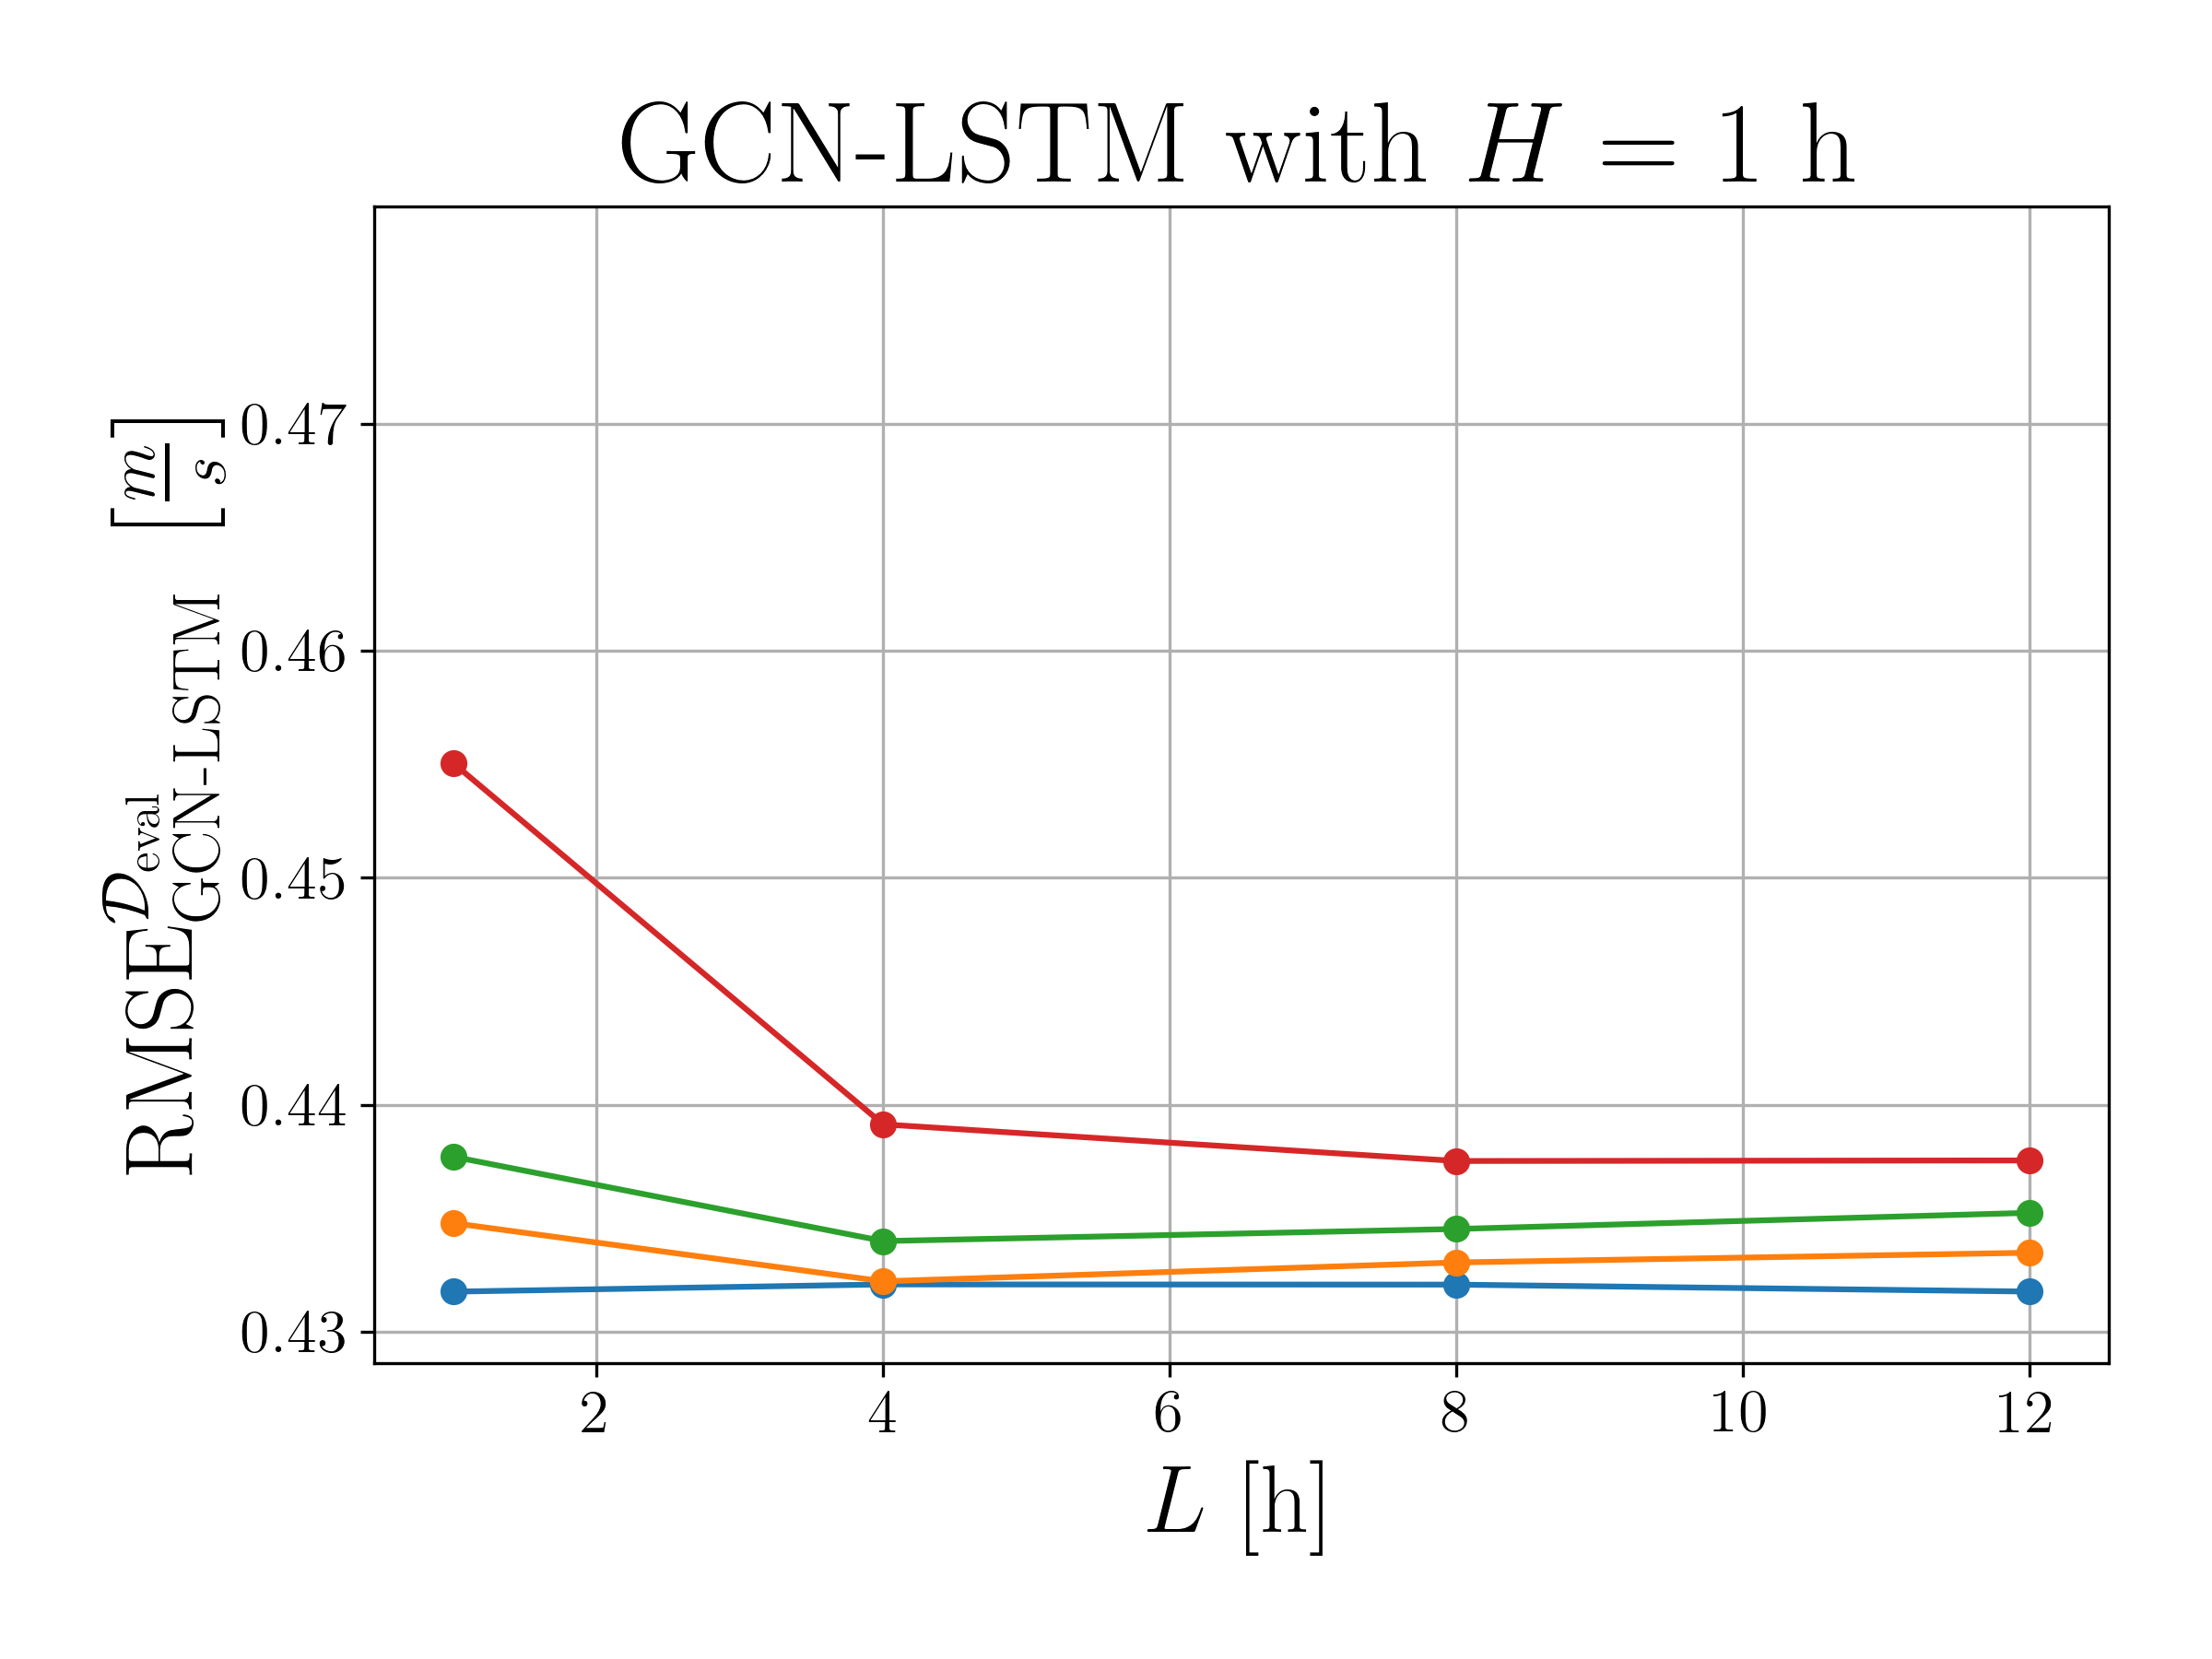 GCN-LSTM with H = 1 h
RMSE^{𝒟_eval}_{GCN-LSTM} [m/s]
0.47
0.46
0.45
0.44
0.43
2 4 6 8 10 12
L [h]